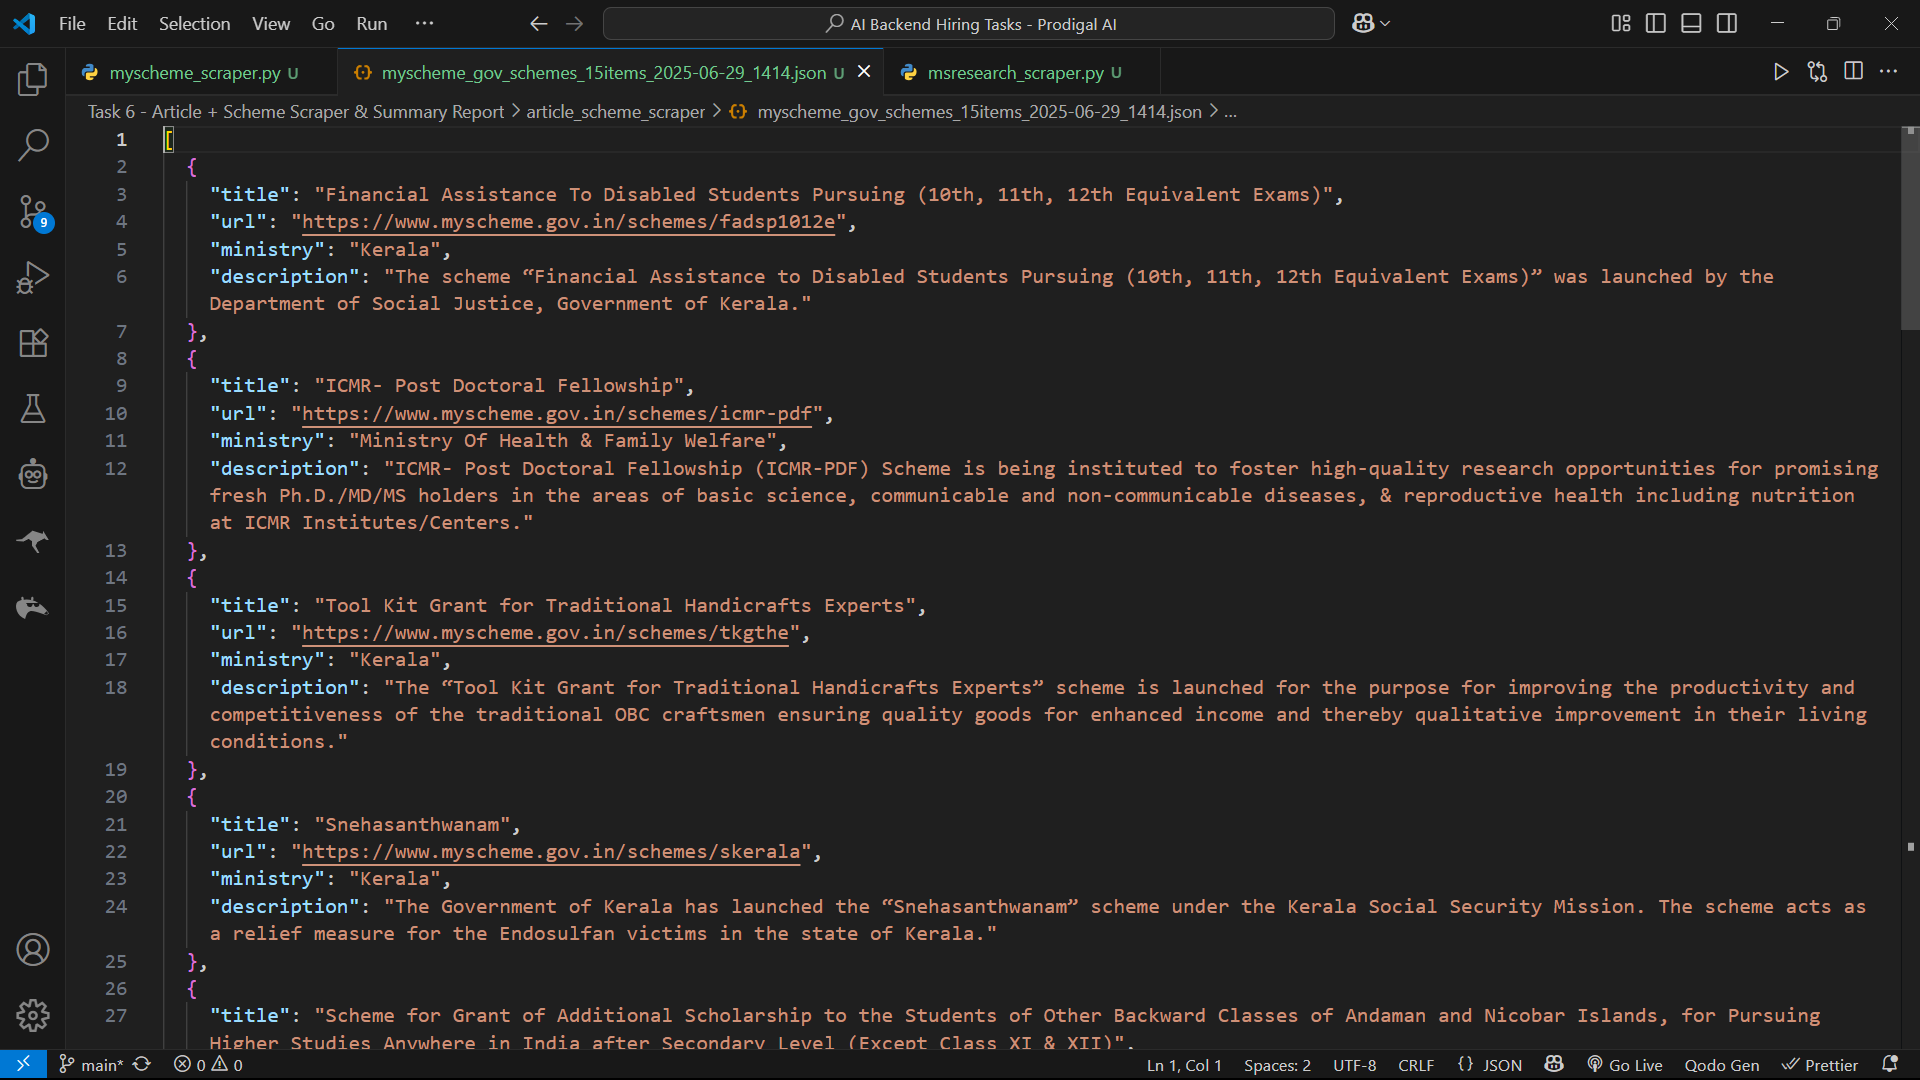 File Edit Selection View Go Run ··· AI Backend Hiring Tasks - Prodigal AI
myscheme_scraper.py U myscheme_gov_schemes_15items_2025-06-29_1414.json U msresearch_scraper.py U
Task 6 - Article + Scheme Scraper & Summary Report > article_scheme_scraper > myscheme_gov_schemes_15items_2025-06-29_1414.json > ...
1 [
2 {
3 "title": "Financial Assistance To Disabled Students Pursuing (10th, 11th, 12th Equivalent Exams)",
4 "url": "https://www.myscheme.gov.in/schemes/fadsp1012e",
5 "ministry": "Kerala",
6 "description": "The scheme “Financial Assistance to Disabled Students Pursuing (10th, 11th, 12th Equivalent Exams)” was launched by the
Department of Social Justice, Government of Kerala."
7 },
8 {
9 "title": "ICMR- Post Doctoral Fellowship",
10 "url": "https://www.myscheme.gov.in/schemes/icmr-pdf",
11 "ministry": "Ministry Of Health & Family Welfare",
12 "description": "ICMR- Post Doctoral Fellowship (ICMR-PDF) Scheme is being instituted to foster high-quality research opportunities for promising
fresh Ph.D./MD/MS holders in the areas of basic science, communicable and non-communicable diseases, & reproductive health including nutrition
at ICMR Institutes/Centers."
13 },
14 {
15 "title": "Tool Kit Grant for Traditional Handicrafts Experts",
16 "url": "https://www.myscheme.gov.in/schemes/tkgthe",
17 "ministry": "Kerala",
18 "description": "The “Tool Kit Grant for Traditional Handicrafts Experts” scheme is launched for the purpose for improving the productivity and
competitiveness of the traditional OBC craftsmen ensuring quality goods for enhanced income and thereby qualitative improvement in their living
conditions."
19 },
20 {
21 "title": "Snehasanthwanam",
22 "url": "https://www.myscheme.gov.in/schemes/skerala",
23 "ministry": "Kerala",
24 "description": "The Government of Kerala has launched the “Snehasanthwanam” scheme under the Kerala Social Security Mission. The scheme acts as
a relief measure for the Endosulfan victims in the state of Kerala."
25 },
26 {
27 "title": "Scheme for Grant of Additional Scholarship to the Students of Other Backward Classes of Andaman and Nicobar Islands, for Pursuing
Higher Studies Anywhere in India after Secondary Level (Except Class XI & XII)",
9
main* 0 0 Ln 1, Col 1 Spaces: 2 UTF-8 CRLF {} JSON Go Live Qodo Gen Prettier